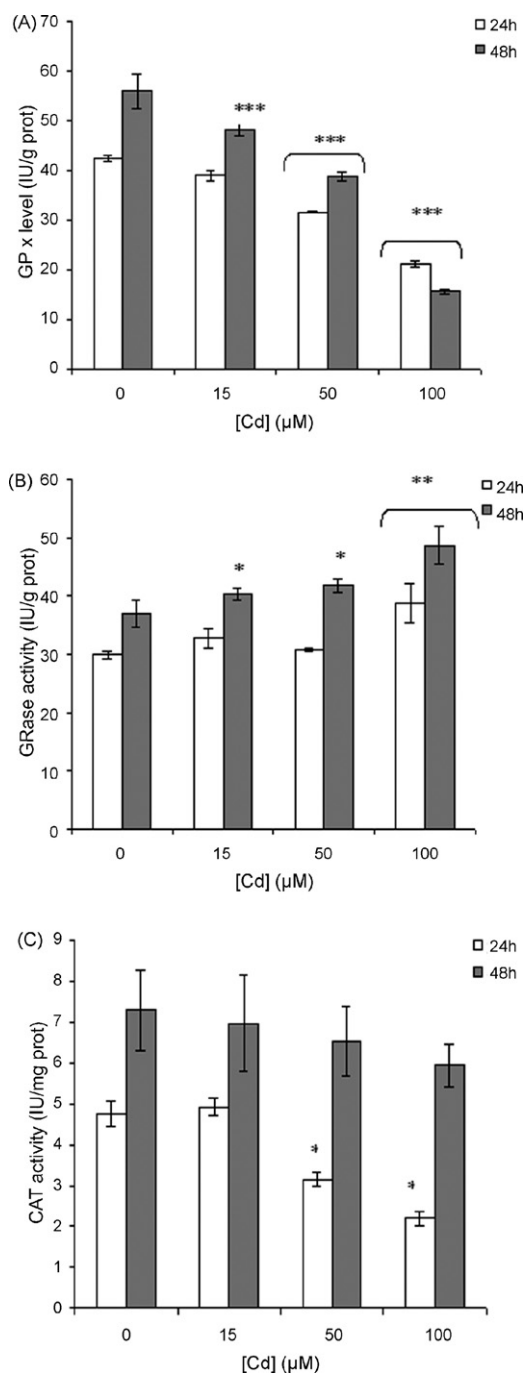 (A)
24h
48h
GP x level (IU/g prot)
70
60
50
40
30
20
10
0
***
***
***
0 15 50 100
[Cd] (µM)
(B)
24h
48h
GRase activity (IU/g prot)
60
50
40
30
20
10
0
*
*
**
0 15 50 100
[Cd] (µM)
(C)
24h
48h
CAT activity (IU/mg prot)
9
8
7
6
5
4
3
2
1
0
*
*
0 15 50 100
[Cd] (µM)